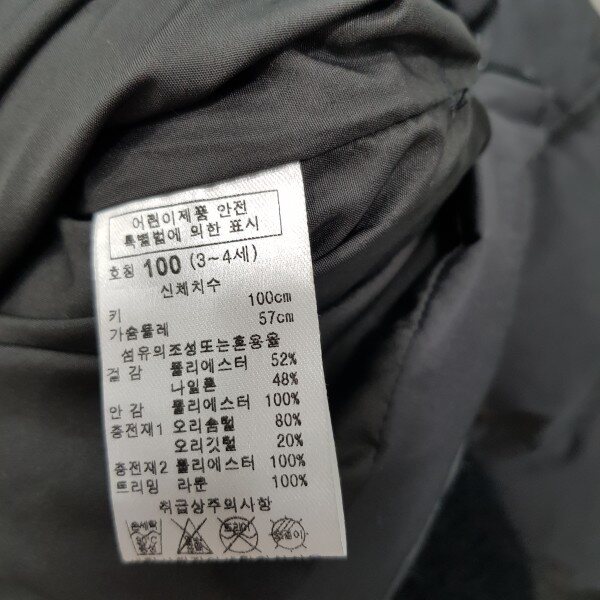 어린이제품 안전
특별법에 의한 표시
호칭 100 (3~4세)
신체치수
키 100cm
가슴둘레 57cm
섬유의조성또는혼용율
겉 감 폴리에스터 52%
나일론 48%
안 감 폴리에스터 100%
충전재1 오리솜털 80%
오리깃털 20%
충전재2 폴리에스터 100%
트리밍 라쿤 100%
취급상주의사항